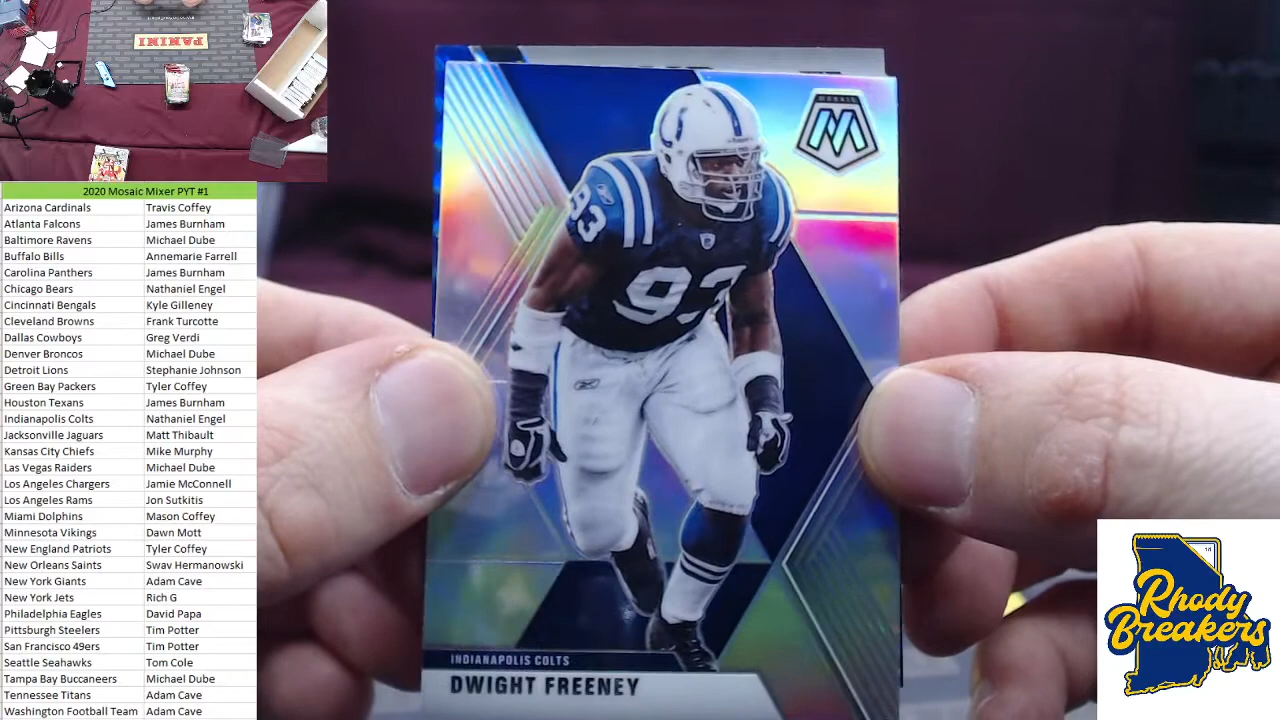 PANINI
2020 Mosaic Mixer PYT #1
Arizona Cardinals Travis Coffey
Atlanta Falcons James Burnham
Baltimore Ravens Michael Dube
Buffalo Bills Annemarie Farrell
Carolina Panthers James Burnham
Chicago Bears Nathaniel Engel
Cincinnati Bengals Kyle Gilleney
Cleveland Browns Frank Turcotte
Dallas Cowboys Greg Verdi
Denver Broncos Michael Dube
Detroit Lions Stephanie Johnson
Green Bay Packers Tyler Coffey
Houston Texans James Burnham
Indianapolis Colts Nathaniel Engel
Jacksonville Jaguars Matt Thibault
Kansas City Chiefs Mike Murphy
Las Vegas Raiders Michael Dube
Los Angeles Chargers Jamie McConnell
Los Angeles Rams Jon Sutkitis
Miami Dolphins Mason Coffey
Minnesota Vikings Dawn Mott
New England Patriots Tyler Coffey
New Orleans Saints Swav Hermanowski
New York Giants Adam Cave
New York Jets Rich G
Philadelphia Eagles David Papa
Pittsburgh Steelers Tim Potter
San Francisco 49ers Tim Potter
Seattle Seahawks Tom Cole
Tampa Bay Buccaneers Michael Dube
Tennessee Titans Adam Cave
Washington Football Team Adam Cave
MOSAIC
M
93
93
INDIANAPOLIS COLTS
DWIGHT FREENEY
Rhody
Breakers